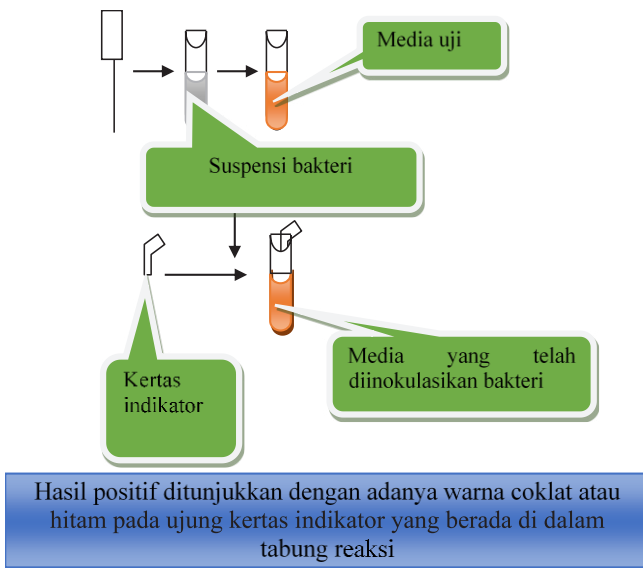 Media uji
Suspensi bakteri
Kertas
indikator
Media yang telah
diinokulasikan bakteri
Hasil positif ditunjukkan dengan adanya warna coklat atau
hitam pada ujung kertas indikator yang berada di dalam
tabung reaksi